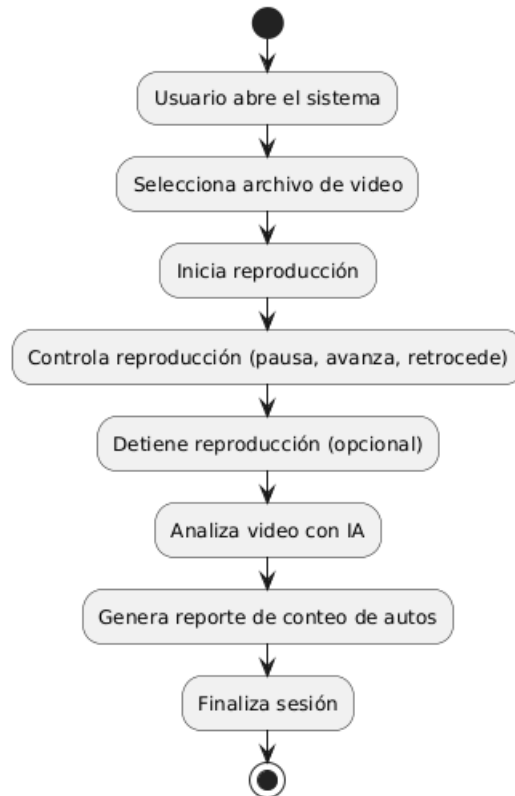 Usuario abre el sistema
Selecciona archivo de video
Inicia reproducción
Controla reproducción (pausa, avanza, retrocede)
Detiene reproducción (opcional)
Analiza video con IA
Genera reporte de conteo de autos
Finaliza sesión